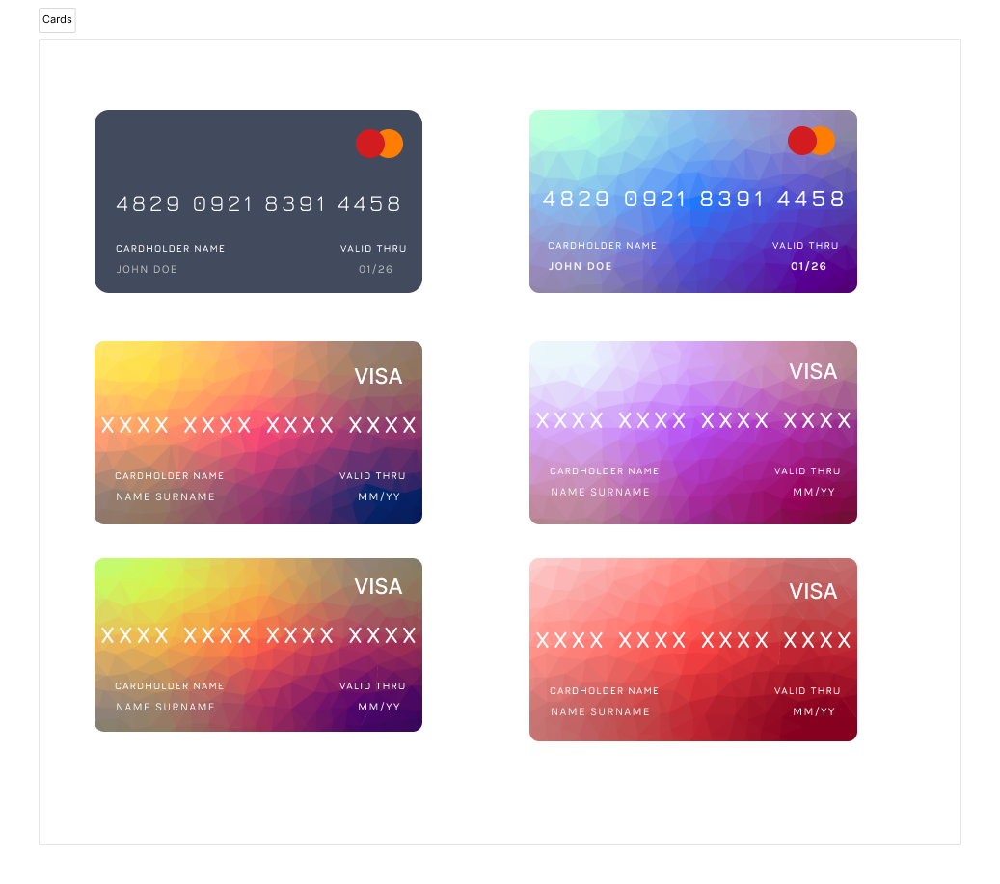 Cards
4829 0921 8391 4458
CARDHOLDER NAME VALID THRU
JOHN DOE 01/26
4829 0921 8391 4458
CARDHOLDER NAME VALID THRU
JOHN DOE 01/26
VISA
XXXX XXXX XXXX XXXX
CARDHOLDER NAME VALID THRU
NAME SURNAME MM/YY
VISA
XXXX XXXX XXXX XXXX
CARDHOLDER NAME VALID THRU
NAME SURNAME MM/YY
VISA
XXXX XXXX XXXX XXXX
CARDHOLDER NAME VALID THRU
NAME SURNAME MM/YY
VISA
XXXX XXXX XXXX XXXX
CARDHOLDER NAME VALID THRU
NAME SURNAME MM/YY